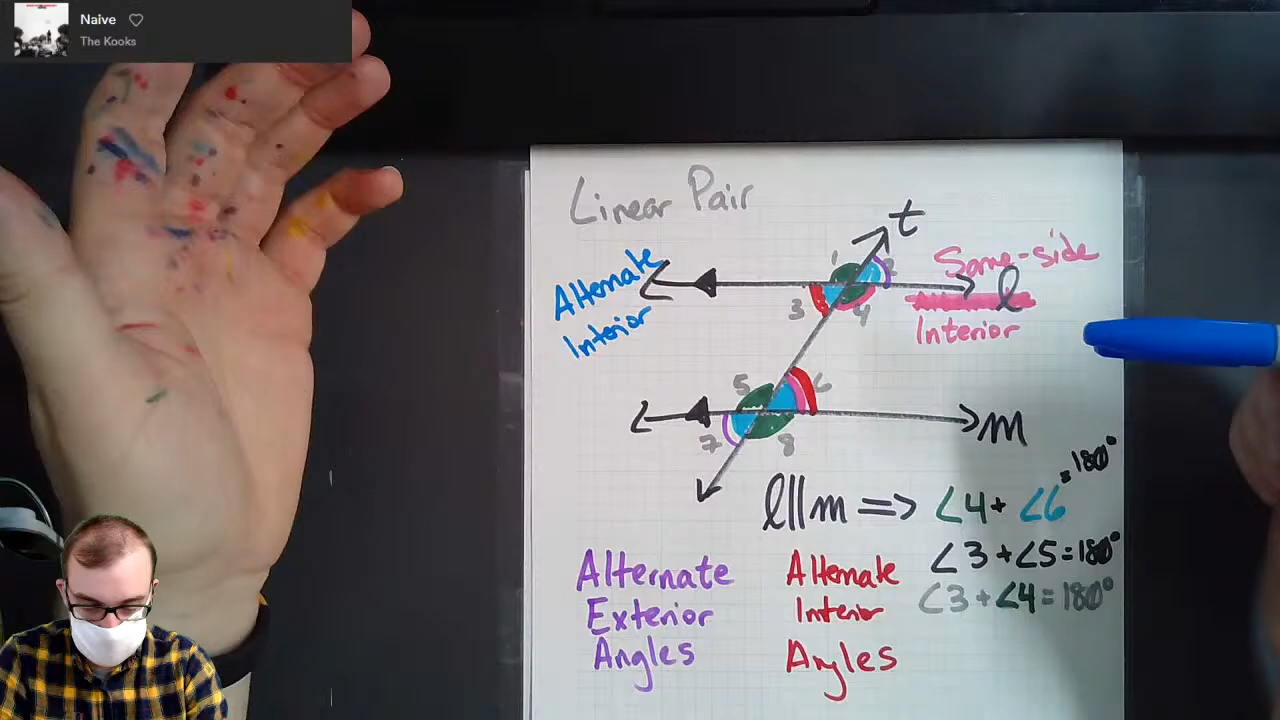 Naive
The Kooks
Linear Pair
t
Alternate
Interior
Same-side
l
Interior
1
2
3
4
5
6
7
8
m
l||m => ∠4+ ∠6 = 180°
∠3+∠5=180°
∠3+∠4=180°
Alternate
Exterior
Angles
Alternate
Interior
Angles